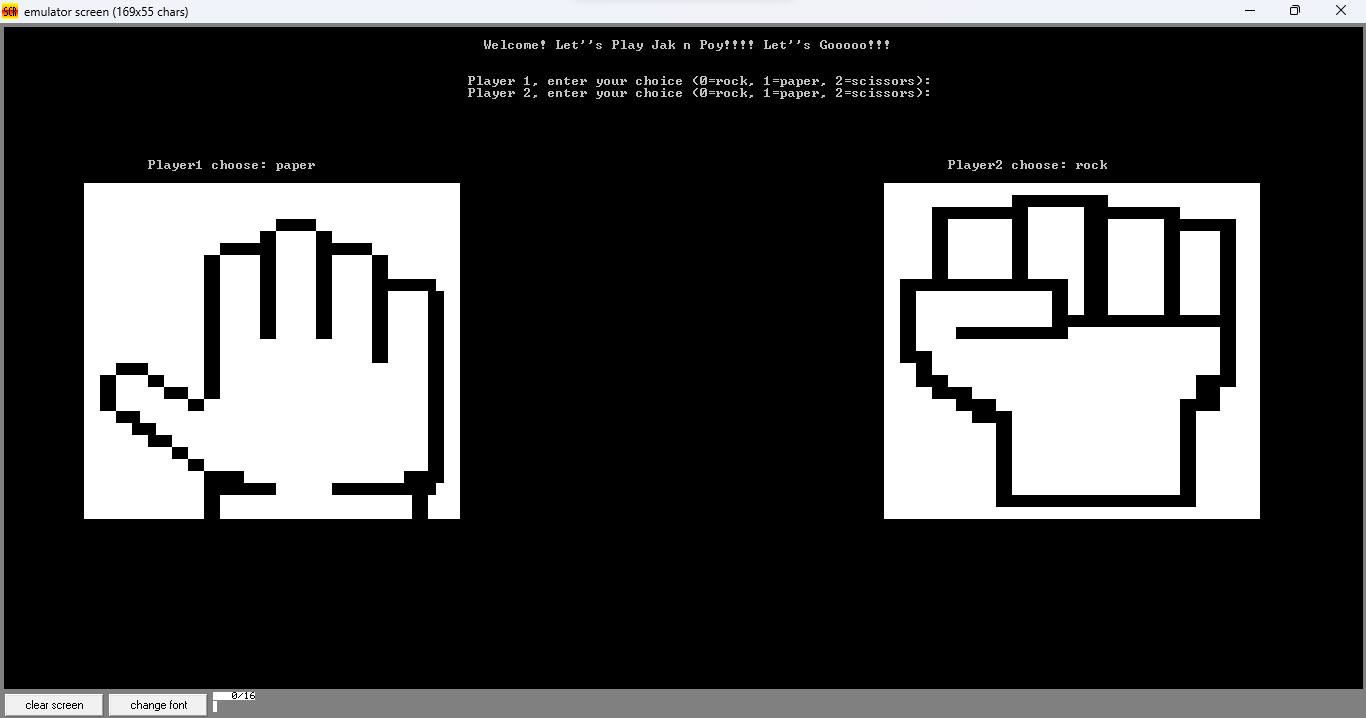 SCR emulator screen (169x55 chars)
Welcome! Let''s Play Jak n Poy!!!! Let''s Gooooo!!!
Player 1, enter your choice (0=rock, 1=paper, 2=scissors):
Player 2, enter your choice (0=rock, 1=paper, 2=scissors):
Player1 choose: paper
Player2 choose: rock
clear screen
change font
0/16